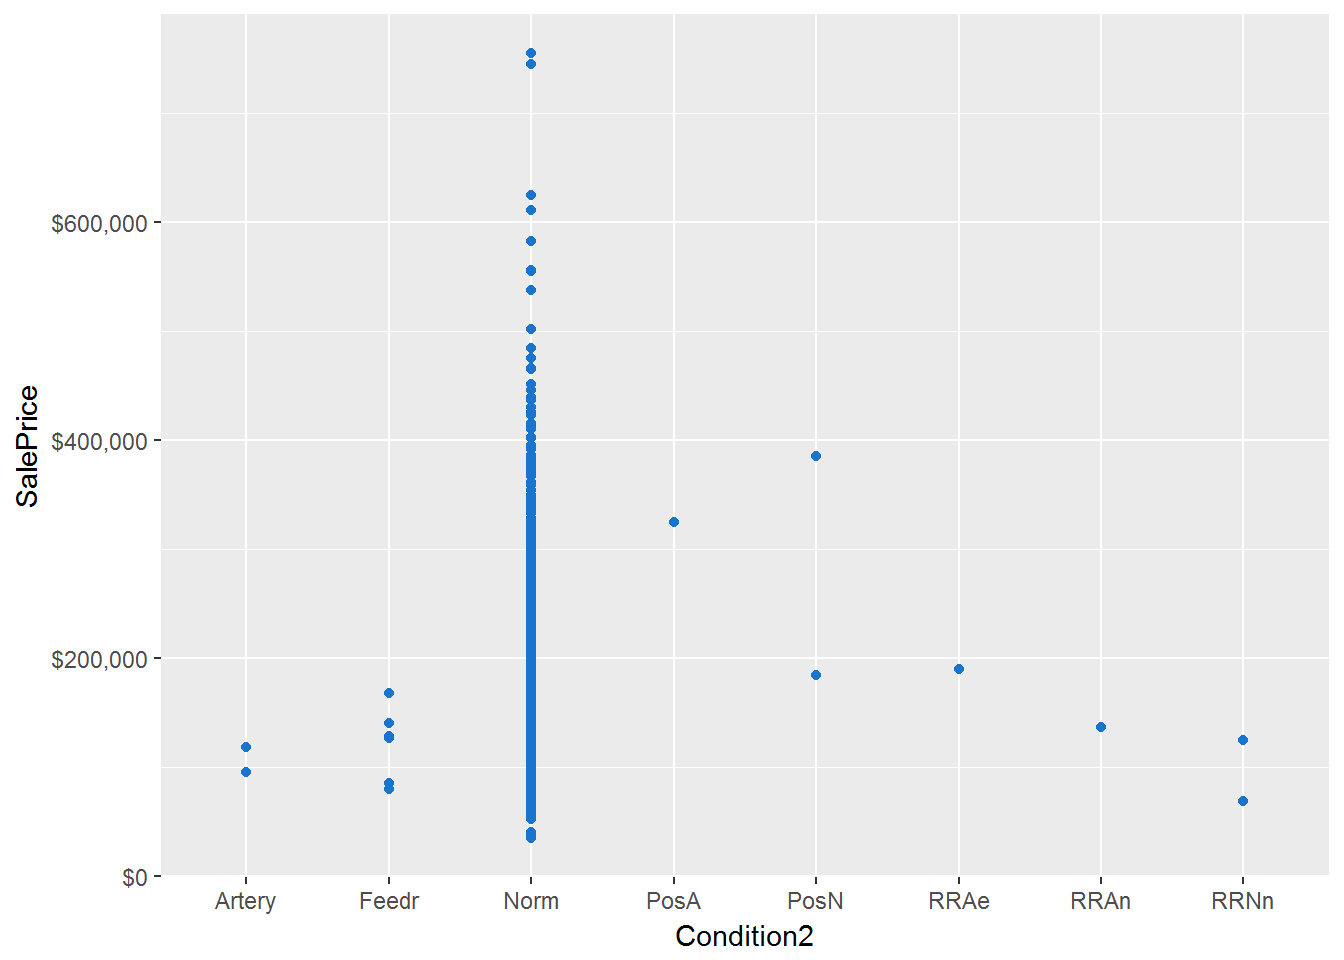 SalePrice
$600,000
$400,000
$200,000
$0
Artery Feedr Norm PosA PosN RRAe RRAn RRNn
Condition2